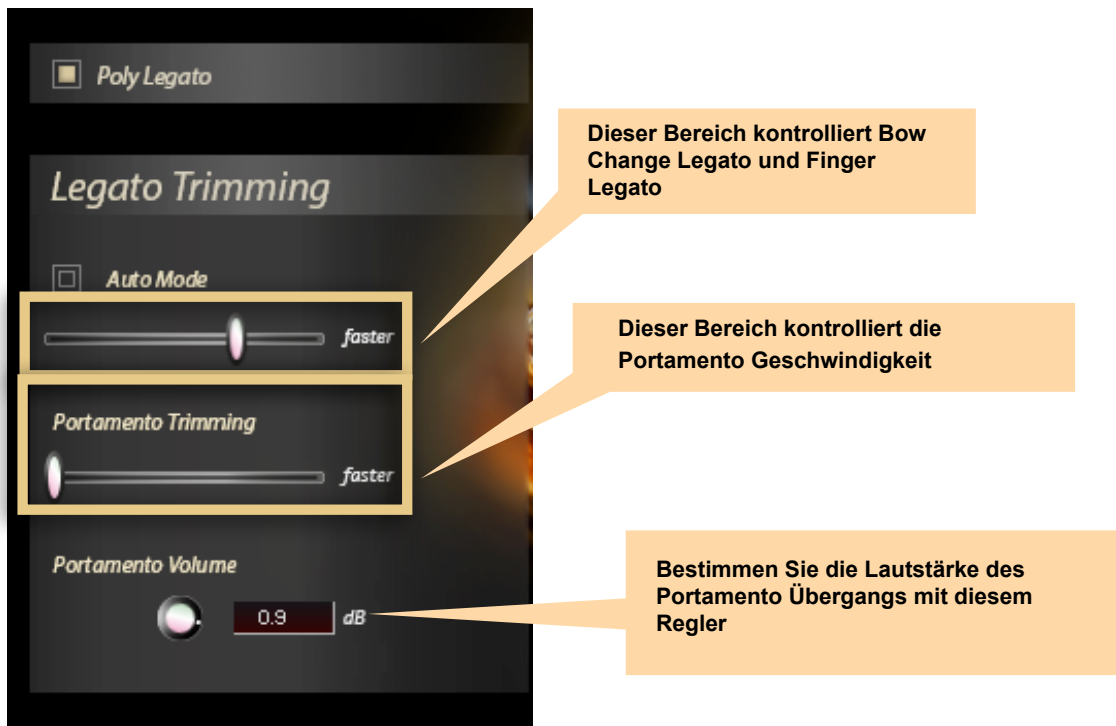 Poly Legato
Dieser Bereich kontrolliert Bow
Change Legato und Finger
Legato
Legato Trimming
Auto Mode
faster
Dieser Bereich kontrolliert die
Portamento Geschwindigkeit
Portamento Trimming
faster
Portamento Volume
0.9 dB
Bestimmen Sie die Lautstärke des
Portamento Übergangs mit diesem
Regler